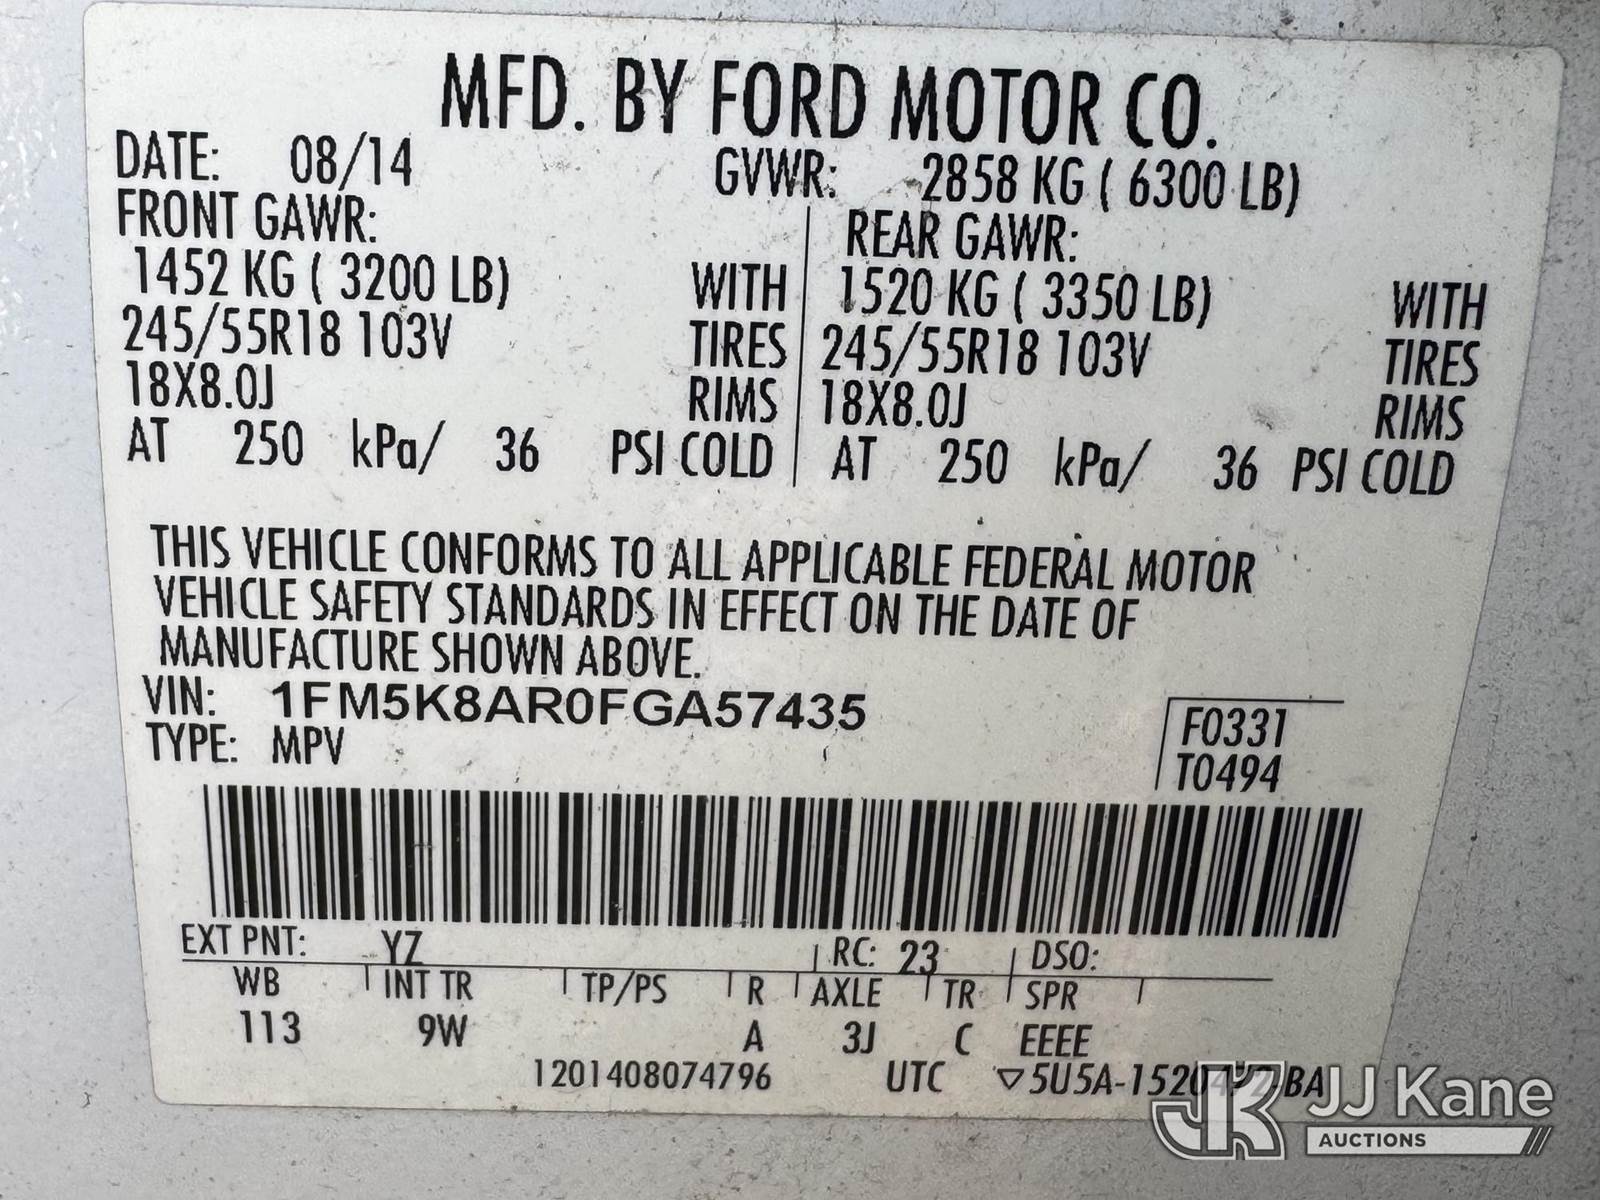 MFD. BY FORD MOTOR CO.
DATE: 08/14 GVWR: 2858 KG ( 6300 LB)
FRONT GAWR: REAR GAWR:
1452 KG ( 3200 LB) WITH 1520 KG ( 3350 LB) WITH
245/55R18 103V TIRES 245/55R18 103V TIRES
18X8.0J RIMS 18X8.0J RIMS
AT 250 kPa/ 36 PSI COLD AT 250 kPa/ 36 PSI COLD
THIS VEHICLE CONFORMS TO ALL APPLICABLE FEDERAL MOTOR
VEHICLE SAFETY STANDARDS IN EFFECT ON THE DATE OF
MANUFACTURE SHOWN ABOVE.
VIN: 1FM5K8AR0FGA57435
TYPE: MPV
F0331
T0494
EXT PNT: YZ RC: 23 DSO:
WB INT TR TP/PS R AXLE TR SPR
113 9W A 3J C EEEE
1201408074796 UTC
JJ Kane
AUCTIONS